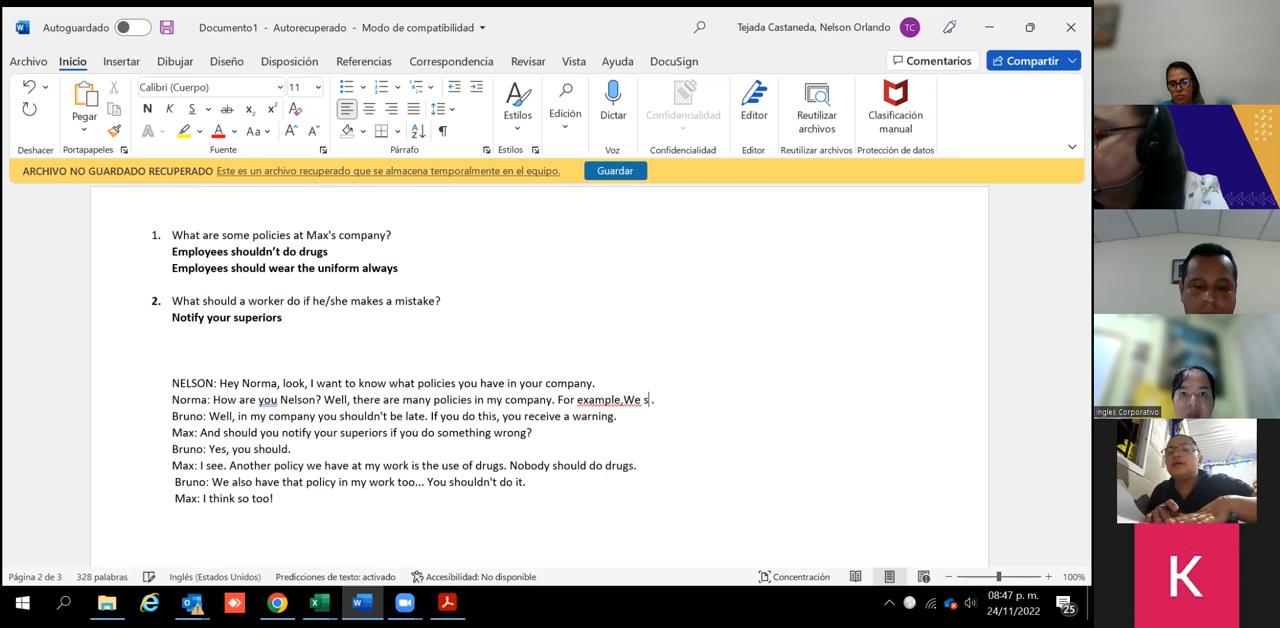 Autoguardado Documento1 - Autorecuperado - Modo de compatibilidad Tejada Castaneda, Nelson Orlando TC
Archivo Inicio Insertar Dibujar Diseño Disposición Referencias Correspondencia Revisar Vista Ayuda DocuSign Comentarios Compartir
Calibri (Cuerpo) 11
Pegar Estilos Edición Dictar Confidencialidad Editor Reutilizar archivos Clasificación manual
N K S ab x₂ x² Aa
Deshacer Portapapeles Fuente Párrafo Estilos Voz Confidencialidad Editor Reutilizar archivos Protección de datos
ARCHIVO NO GUARDADO RECUPERADO Este es un archivo recuperado que se almacena temporalmente en el equipo. Guardar
1. What are some policies at Max's company?
Employees shouldn't do drugs
Employees should wear the uniform always
2. What should a worker do if he/she makes a mistake?
Notify your superiors
NELSON: Hey Norma, look, I want to know what policies you have in your company.
Norma: How are you Nelson? Well, there are many policies in my company. For example,We s .
Bruno: Well, in my company you shouldn't be late. If you do this, you receive a warning.
Max: And should you notify your superiors if you do something wrong?
Bruno: Yes, you should.
Max: I see. Another policy we have at my work is the use of drugs. Nobody should do drugs.
Bruno: We also have that policy in my work too... You shouldn't do it.
Max: I think so too!
Ingles Corporativo
K
Página 2 de 3 328 palabras Inglés (Estados Unidos) Predicciones de texto: activado Accesibilidad: No disponible Concentración 100%
08:47 p. m.
24/11/2022
25